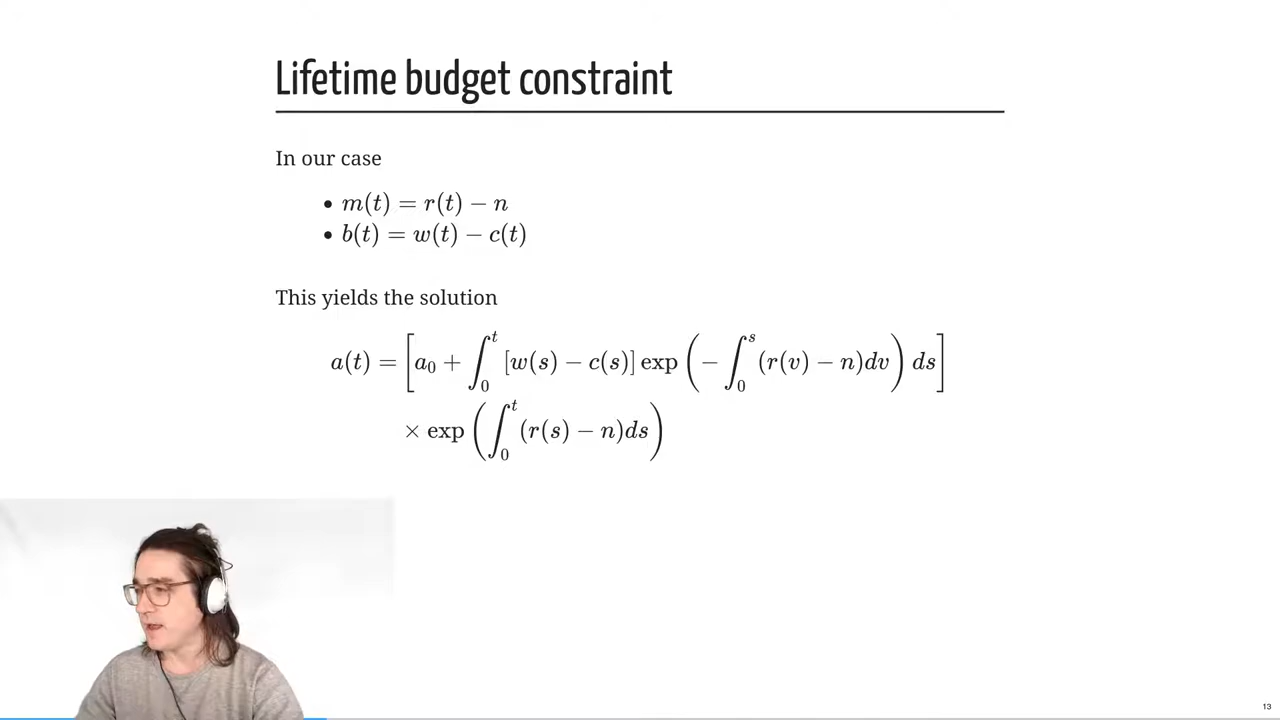 Lifetime budget constraint
In our case
• m(t) = r(t) − n
• b(t) = w(t) − c(t)
This yields the solution
a(t) = [a₀ + ∫₀ᵗ [w(s) − c(s)] exp (− ∫₀ˢ (r(v) − n)dv) ds]
× exp (∫₀ᵗ (r(s) − n)ds)
13